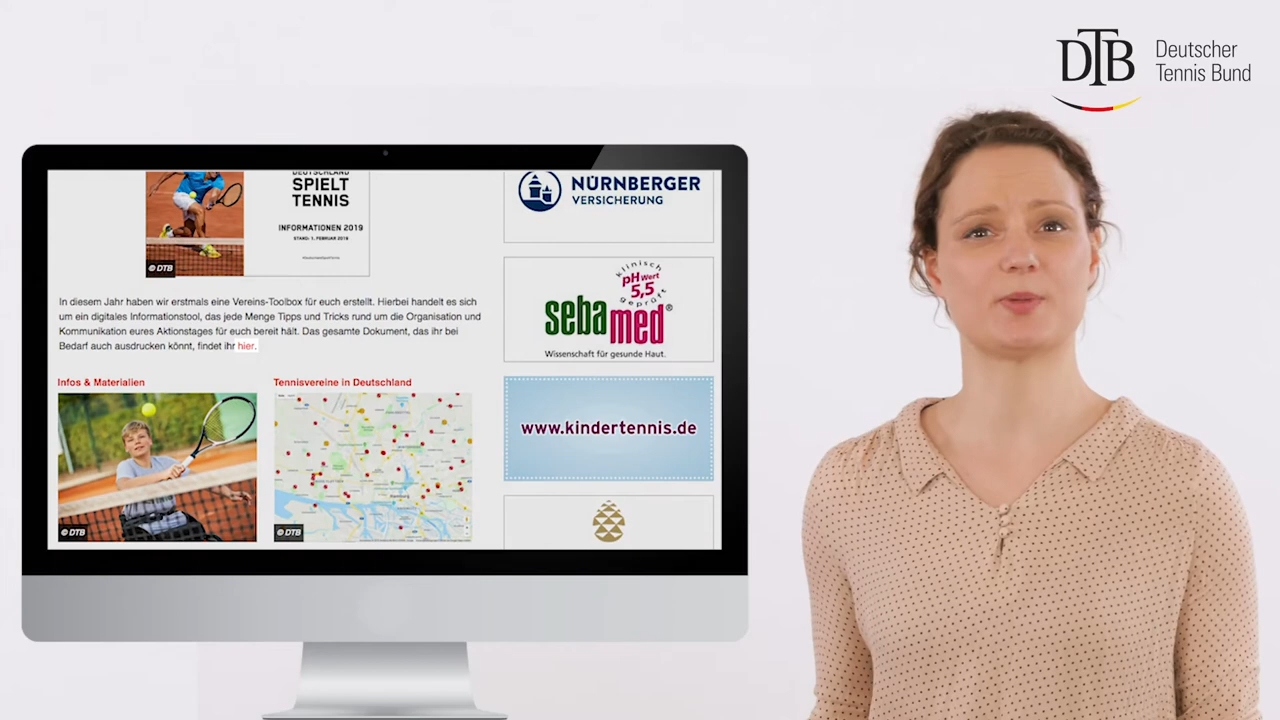 DTB
Deutscher
Tennis Bund
DEUTSCHLAND
SPIELT
TENNIS
INFORMATIONEN 2019
STAND: 1. FEBRUAR 2019
© DTB
In diesem Jahr haben wir erstmals eine Vereins-Toolbox für euch erstellt. Hierbei handelt es sich
um ein digitales Informationstool, das jede Menge Tipps und Tricks rund um die Organisation und
Kommunikation eures Aktionstages für euch bereit hält. Das gesamte Dokument, das ihr bei
Bedarf auch ausdrucken könnt, findet ihr hier.
Infos & Materialien
© DTB
Tennisvereine in Deutschland
© DTB
NÜRNBERGER
VERSICHERUNG
klinisch
pH Wert
5,5
geprüft
sebamed®
Wissenschaft für gesunde Haut.
www.kindertennis.de